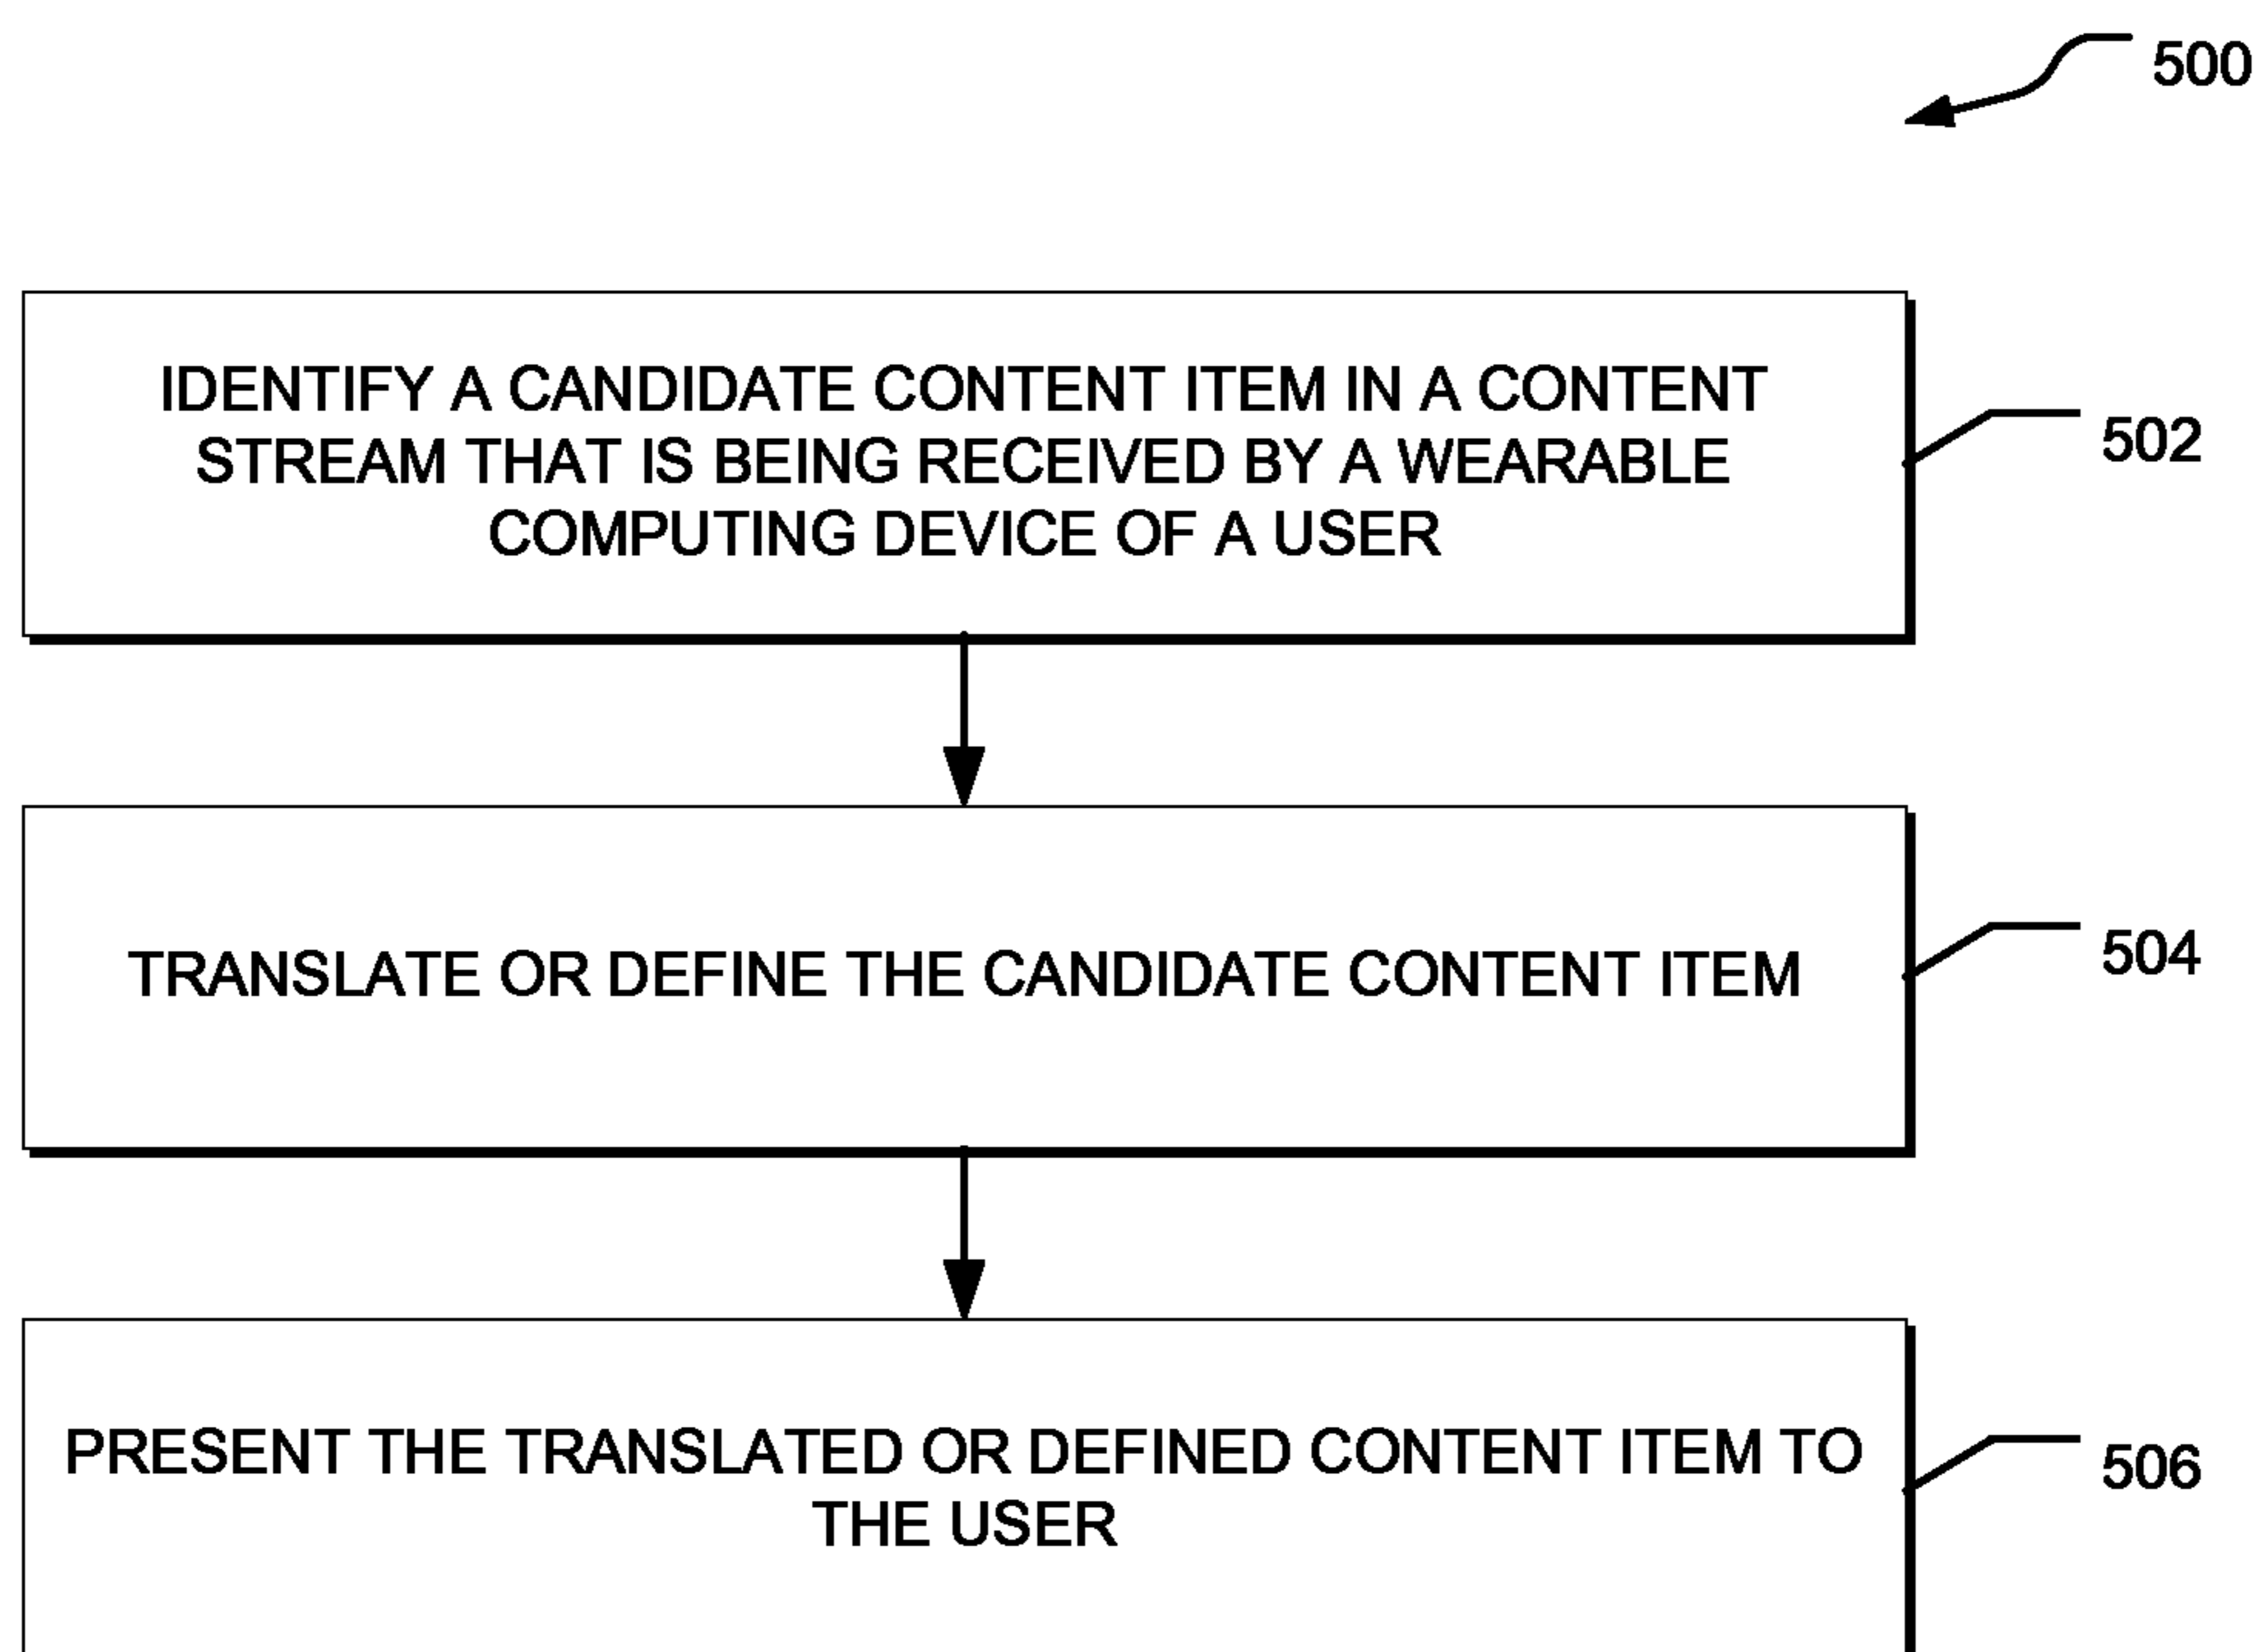 500
IDENTIFY A CANDIDATE CONTENT ITEM IN A CONTENT
STREAM THAT IS BEING RECEIVED BY A WEARABLE
COMPUTING DEVICE OF A USER
502
TRANSLATE OR DEFINE THE CANDIDATE CONTENT ITEM
504
PRESENT THE TRANSLATED OR DEFINED CONTENT ITEM TO
THE USER
506